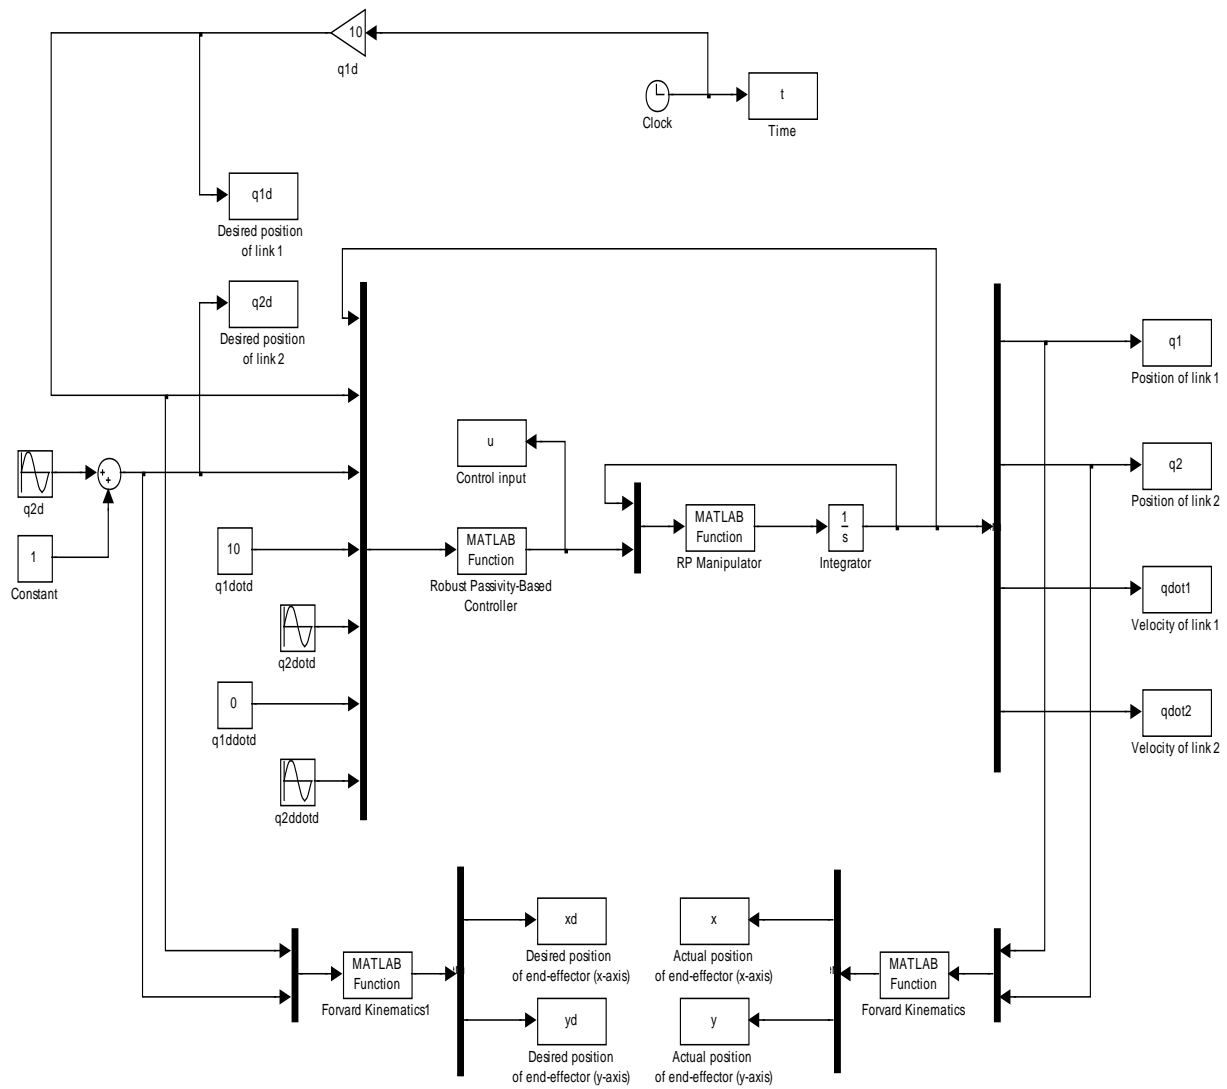 10
q1d
t
Clock
Time
q1d
Desired position
of link 1
q2d
Desired position
of link 2
q1
Position of link 1
u
Control input
q2
Position of link 2
+
+
q2d
1
Constant
10
q1dotd
MATLAB
Function
Robust Passivity-Based
Controller
MATLAB
Function
RP Manipulator
1
s
Integrator
qdot1
Velocity of link 1
q2dotd
0
q1ddotd
qdot2
Velocity of link 2
q2ddotd
MATLAB
Function
Forvard Kinematics1
xd
Desired position
of end-effector (x-axis)
yd
Desired position
of end-effector (y-axis)
x
Actual position
of end-effector (x-axis)
y
Actual position
of end-effector (y-axis)
MATLAB
Function
Forvard Kinematics